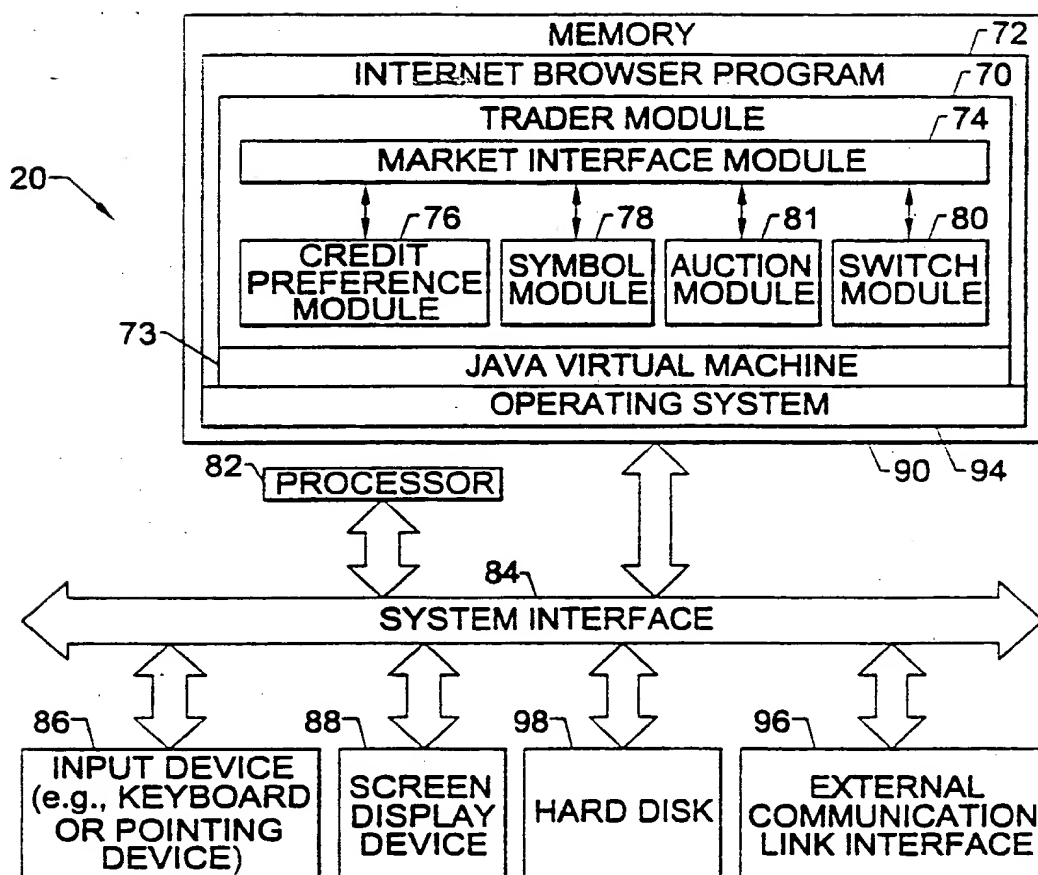 MEMORY
72
INTERNET BROWSER PROGRAM
70
TRADER MODULE
74
MARKET INTERFACE MODULE
20
76
78
81
80
CREDIT
PREFERENCE
MODULE
SYMBOL
MODULE
AUCTION
MODULE
SWITCH
MODULE
73
JAVA VIRTUAL MACHINE
OPERATING SYSTEM
82
PROCESSOR
90
94
84
SYSTEM INTERFACE
86
88
98
96
INPUT DEVICE
(e.g., KEYBOARD
OR POINTING
DEVICE)
SCREEN
DISPLAY
DEVICE
HARD DISK
EXTERNAL
COMMUNICATION
LINK INTERFACE